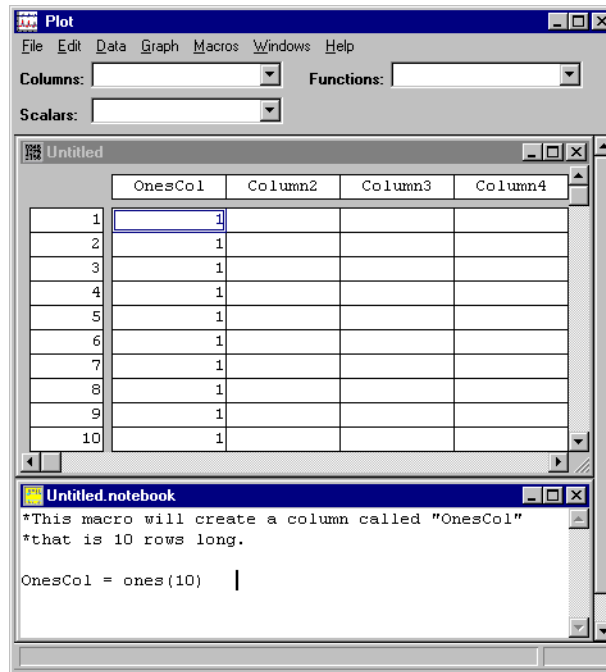 Plot
File Edit Data Graph Macros Windows Help
Columns: Functions:
Scalars:
Untitled
OnesCol Column2 Column3 Column4
1 1
2 1
3 1
4 1
5 1
6 1
7 1
8 1
9 1
10 1
Untitled.notebook
*This macro will create a column called "OnesCol"
*that is 10 rows long.
OnesCol = ones(10)